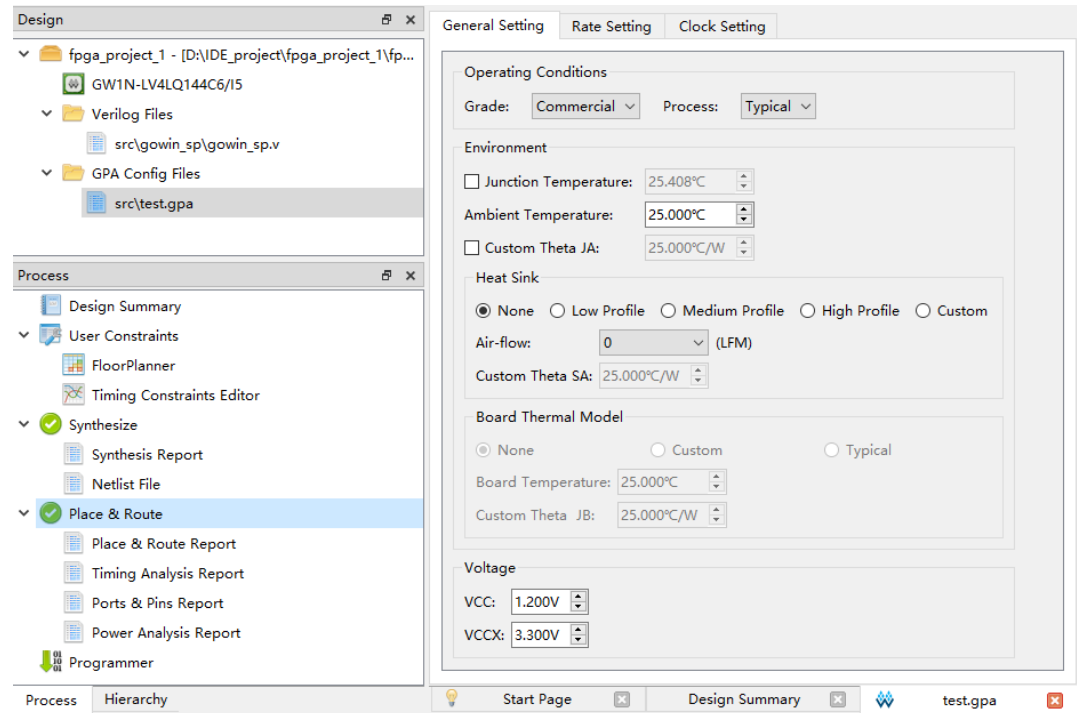 Design
fpga_project_1 - [D:\IDE_project\fpga_project_1\fp...
GW1N-LV4LQ144C6/I5
Verilog Files
src\gowin_sp\gowin_sp.v
GPA Config Files
src\test.gpa
Process
Design Summary
User Constraints
FloorPlanner
Timing Constraints Editor
Synthesize
Synthesis Report
Netlist File
Place & Route
Place & Route Report
Timing Analysis Report
Ports & Pins Report
Power Analysis Report
Programmer
Process Hierarchy
General Setting Rate Setting Clock Setting
Operating Conditions
Grade: Commercial Process: Typical
Environment
Junction Temperature: 25.408℃
Ambient Temperature: 25.000℃
Custom Theta JA: 25.000℃/W
Heat Sink
None Low Profile Medium Profile High Profile Custom
Air-flow: 0 (LFM)
Custom Theta SA: 25.000℃/W
Board Thermal Model
None Custom Typical
Board Temperature: 25.000℃
Custom Theta JB: 25.000℃/W
Voltage
VCC: 1.200V
VCCX: 3.300V
Start Page Design Summary test.gpa